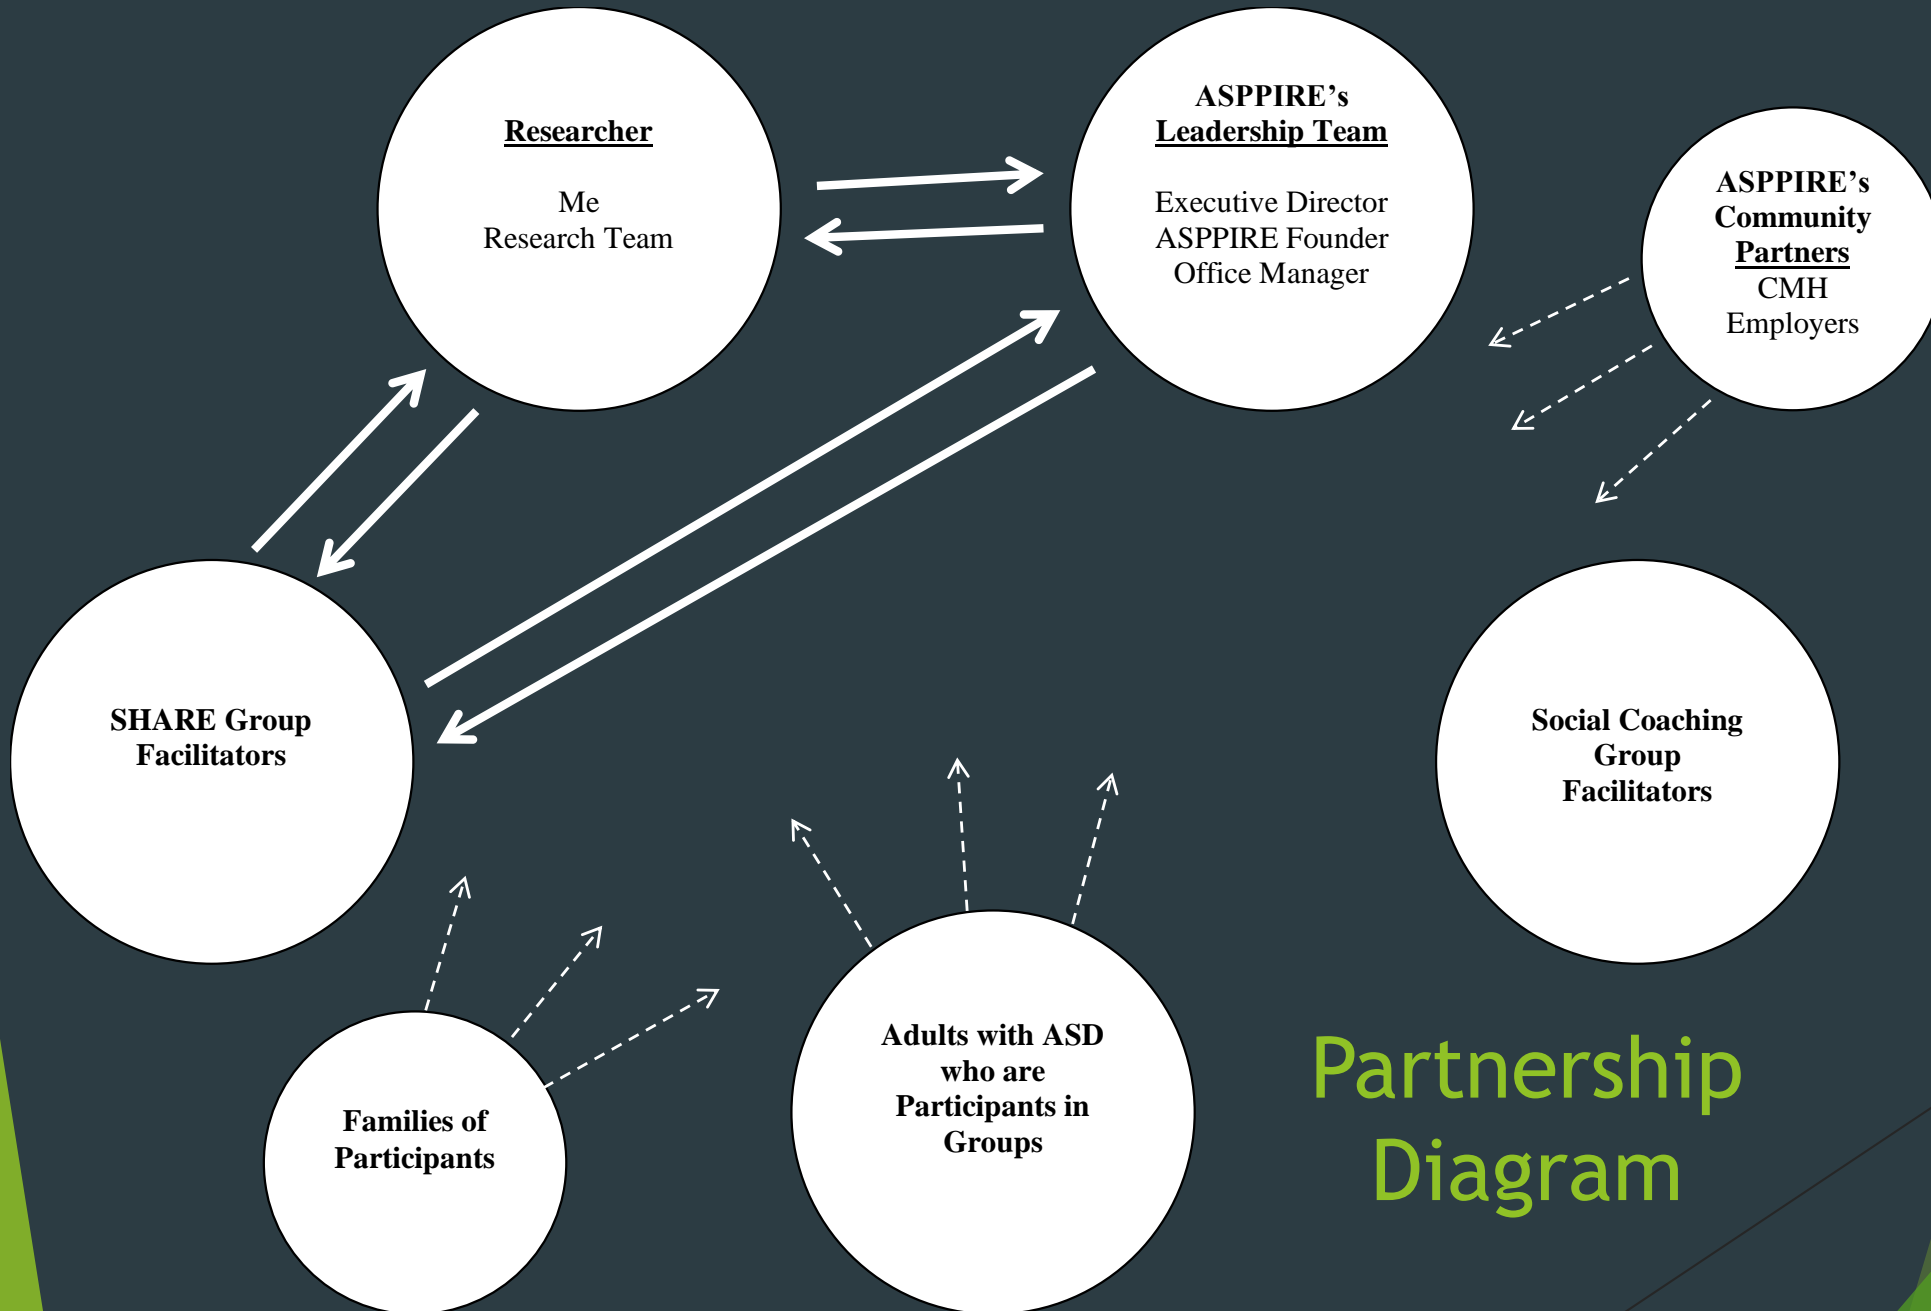 Researcher
Me
Research Team
ASPPIRE’s
Leadership Team
Executive Director
ASPPIRE Founder
Office Manager
ASPPIRE’s
Community
Partners
CMH
Employers
SHARE Group
Facilitators
Social Coaching
Group
Facilitators
Families of
Participants
Adults with ASD
who are
Participants in
Groups
Partnership
Diagram